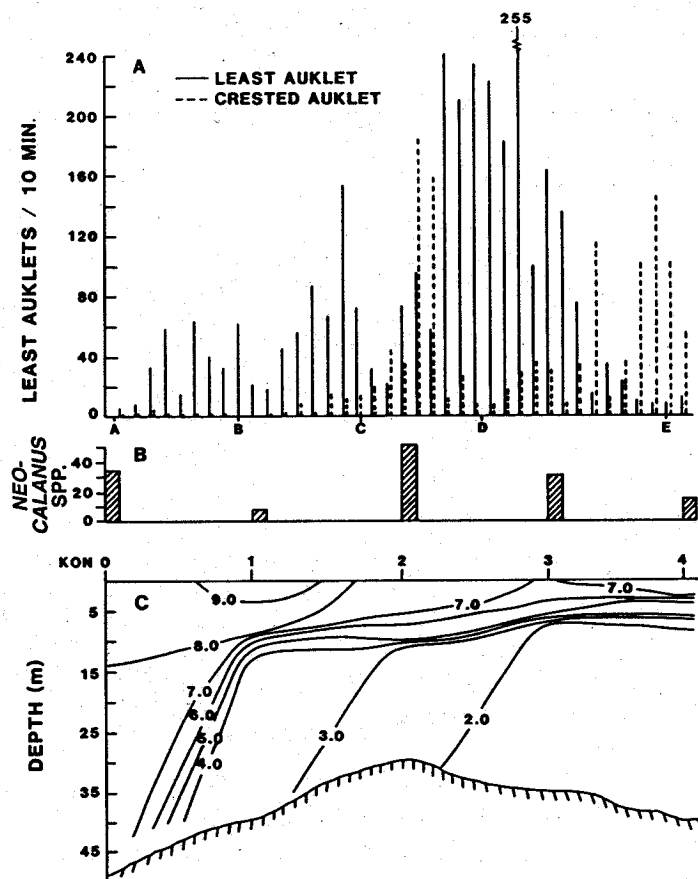 255
A
LEAST AUKLET
CRESTED AUKLET
LEAST AUKLETS / 10 MIN.
240
200
160
120
80
40
0
A B C D E
B
NEO-
CALANUS
SPP.
40
20
0
KON 0 1 2 3 4
C
DEPTH (m)
5
15
25
35
45
9.0
8.0
7.0
7.0
7.0
6.0
5.0
4.0
3.0
2.0